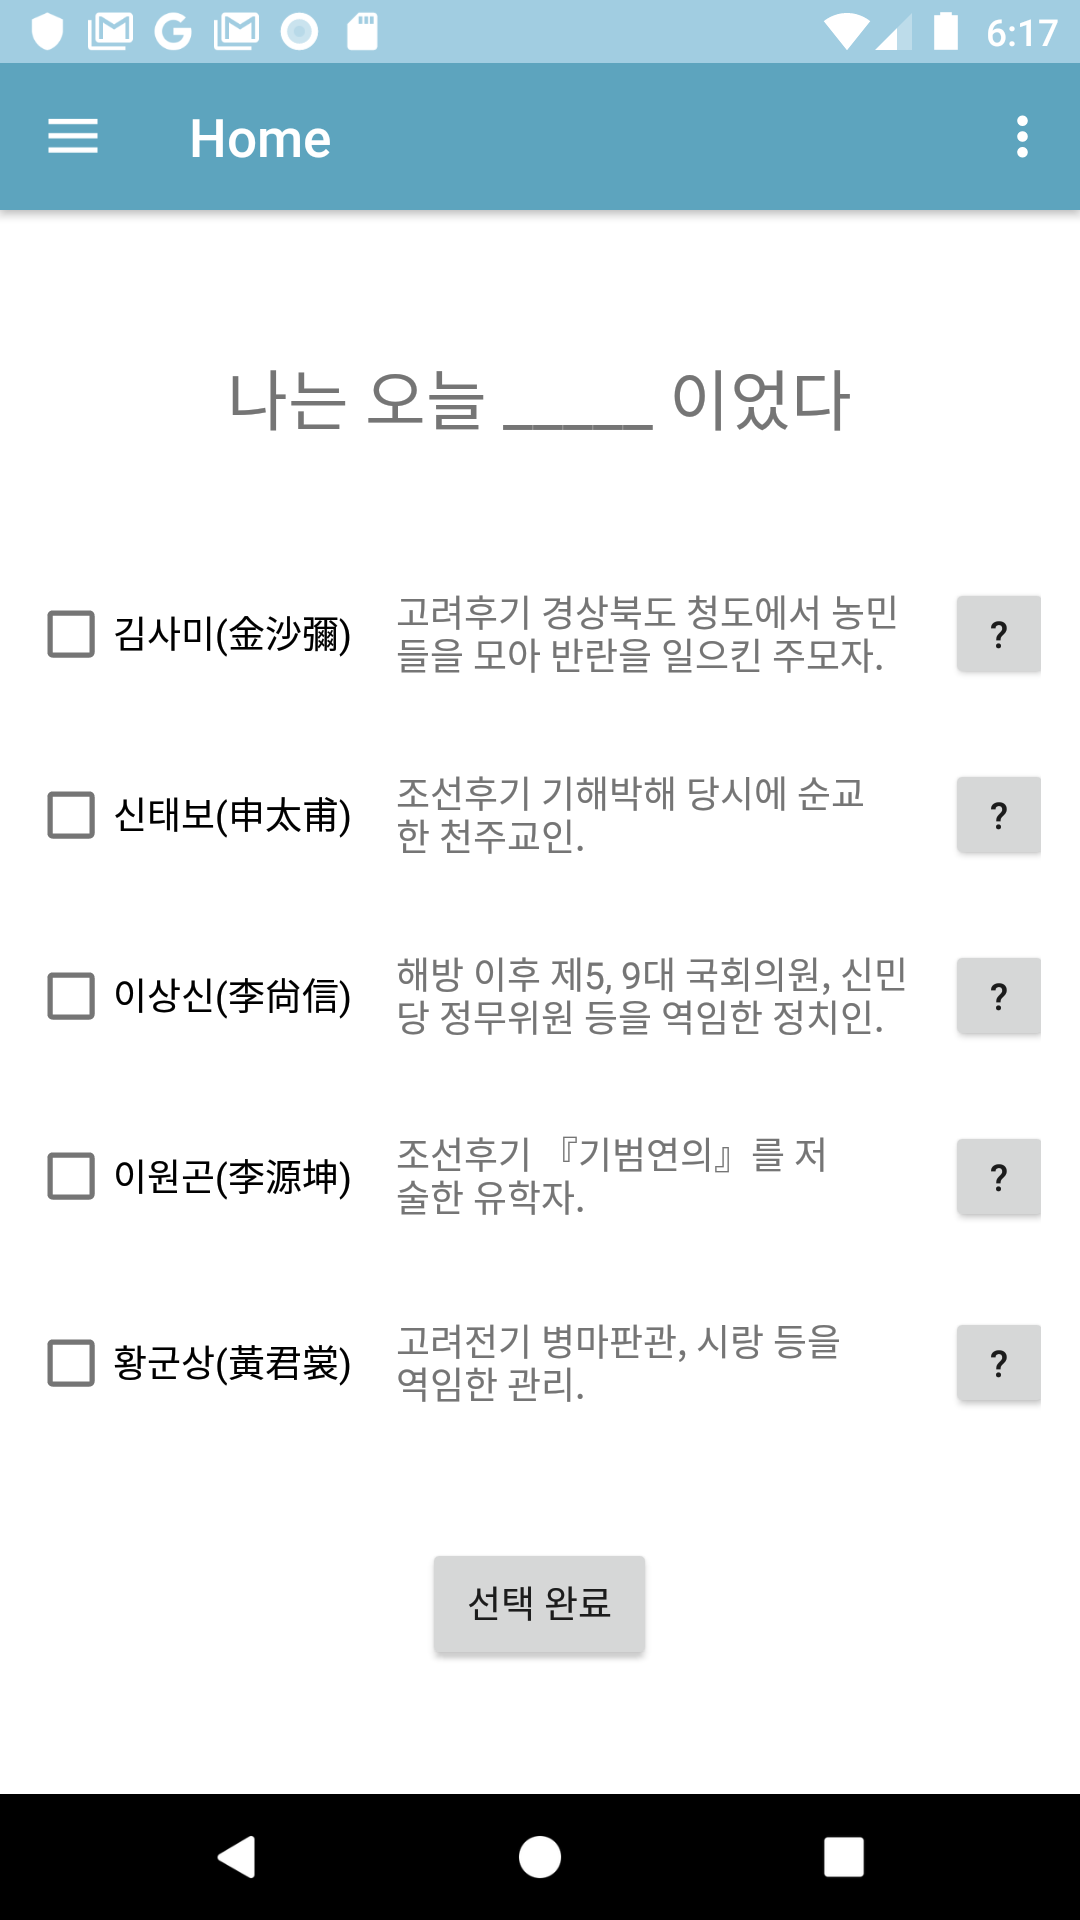 6:17
Home
나는 오늘 _____ 이었다
김사미(金沙彌)
고려후기 경상북도 청도에서 농민
들을 모아 반란을 일으킨 주모자.
?
신태보(申太甫)
조선후기 기해박해 당시에 순교
한 천주교인.
?
이상신(李尙信)
해방 이후 제5, 9대 국회의원, 신민
당 정무위원 등을 역임한 정치인.
?
이원곤(李源坤)
조선후기 『기범연의』를 저
술한 유학자.
?
황군상(黃君裳)
고려전기 병마판관, 시랑 등을
역임한 관리.
?
선택 완료